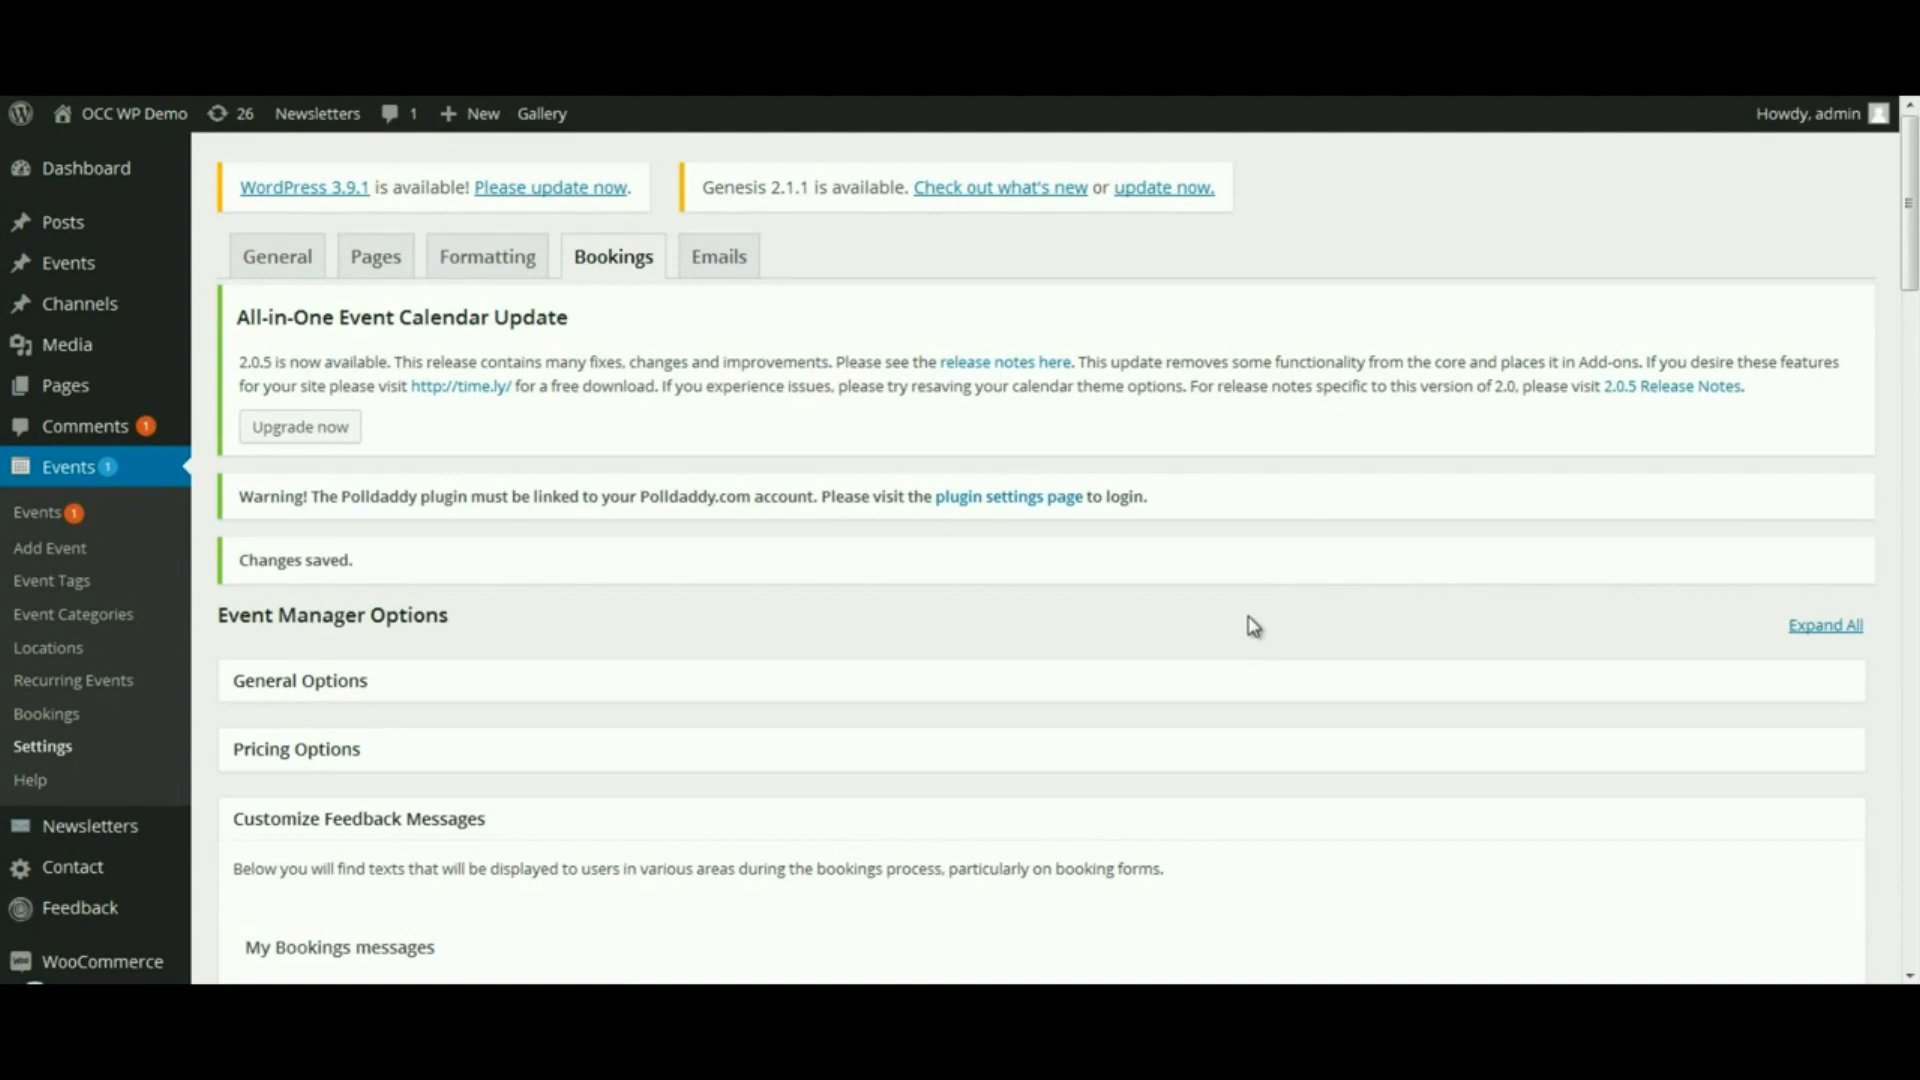 OCC WP Demo 26 Newsletters 1 New Gallery Howdy, admin
Dashboard
Posts
Events
Channels
Media
Pages
Comments 1
Events 1
Events 1
Add Event
Event Tags
Event Categories
Locations
Recurring Events
Bookings
Settings
Help
Newsletters
Contact
Feedback
WooCommerce
WordPress 3.9.1 is available! Please update now.
Genesis 2.1.1 is available. Check out what's new or update now.
General Pages Formatting Bookings Emails
All-in-One Event Calendar Update
2.0.5 is now available. This release contains many fixes, changes and improvements. Please see the release notes here. This update removes some functionality from the core and places it in Add-ons. If you desire these features
for your site please visit http://time.ly/ for a free download. If you experience issues, please try resaving your calendar theme options. For release notes specific to this version of 2.0, please visit 2.0.5 Release Notes.
Upgrade now
Warning! The Polldaddy plugin must be linked to your Polldaddy.com account. Please visit the plugin settings page to login.
Changes saved.
Event Manager Options
Expand All
General Options
Pricing Options
Customize Feedback Messages
Below you will find texts that will be displayed to users in various areas during the bookings process, particularly on booking forms.
My Bookings messages